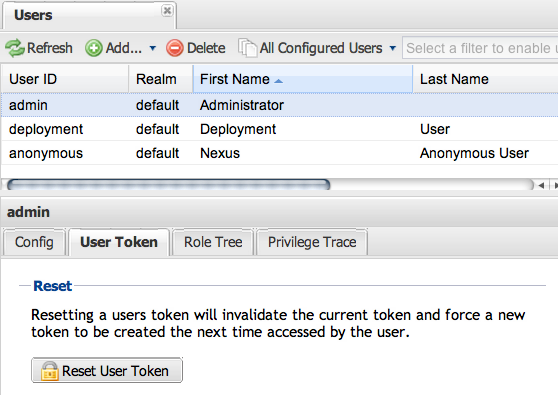 Users
Refresh Add... Delete All Configured Users Select a filter to enable u
User ID Realm First Name Last Name
admin default Administrator
deployment default Deployment User
anonymous default Nexus Anonymous User
admin
Config User Token Role Tree Privilege Trace
Reset
Resetting a users token will invalidate the current token and force a new
token to be created the next time accessed by the user.
Reset User Token